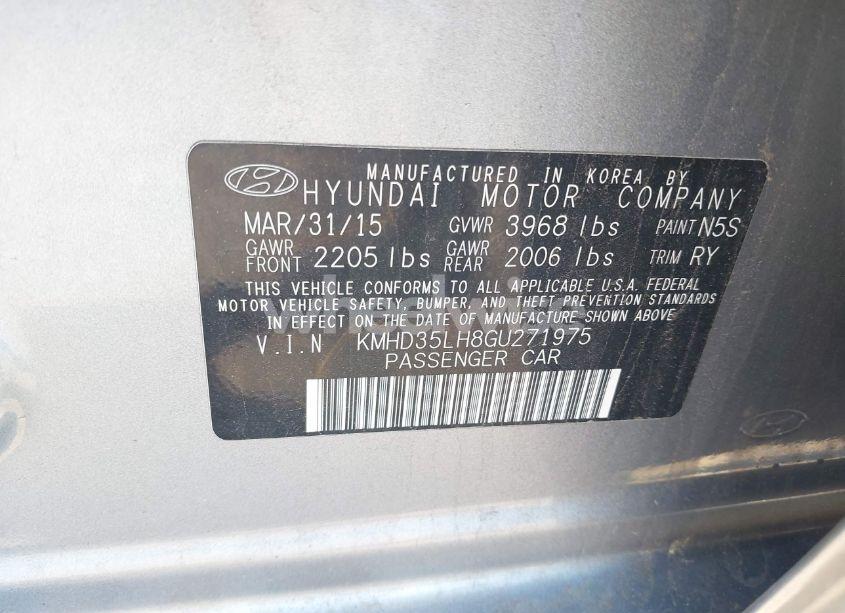 MANUFACTURED IN KOREA BY
HYUNDAI MOTOR COMPANY
MAR/31/15 GVWR 3968 lbs PAINT N5S
GAWR FRONT 2205 lbs GAWR REAR 2006 lbs TRIM RY
THIS VEHICLE CONFORMS TO ALL APPLICABLE U.S.A. FEDERAL
MOTOR VEHICLE SAFETY, BUMPER, AND THEFT PREVENTION STANDARDS
IN EFFECT ON THE DATE OF MANUFACTURE SHOWN ABOVE
V.I.N KMHD35LH8GU271975
PASSENGER CAR